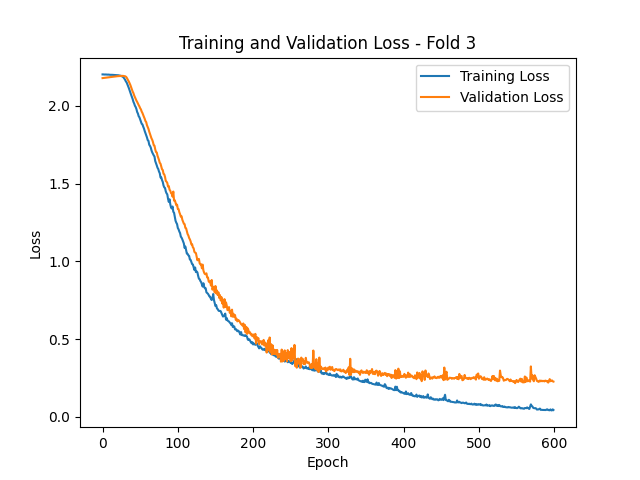 Training and Validation Loss - Fold 3
Training Loss
Validation Loss
Loss
2.0
1.5
1.0
0.5
0.0
0 100 200 300 400 500 600
Epoch